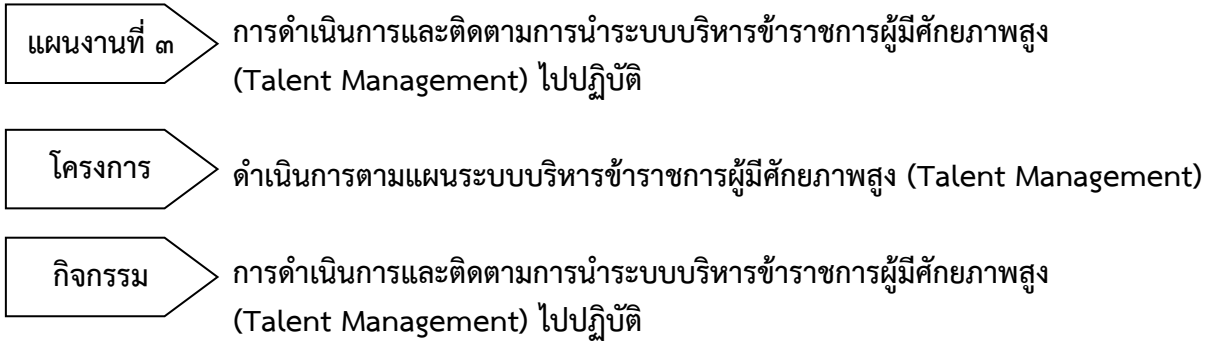 แผนงานที่ ๓
การดำเนินการและติดตามการนำระบบบริหารข้าราชการผู้มีศักยภาพสูง
(Talent Management) ไปปฏิบัติ
โครงการ
ดำเนินการตามแผนระบบบริหารข้าราชการผู้มีศักยภาพสูง (Talent Management)
กิจกรรม
การดำเนินการและติดตามการนำระบบบริหารข้าราชการผู้มีศักยภาพสูง
(Talent Management) ไปปฏิบัติ